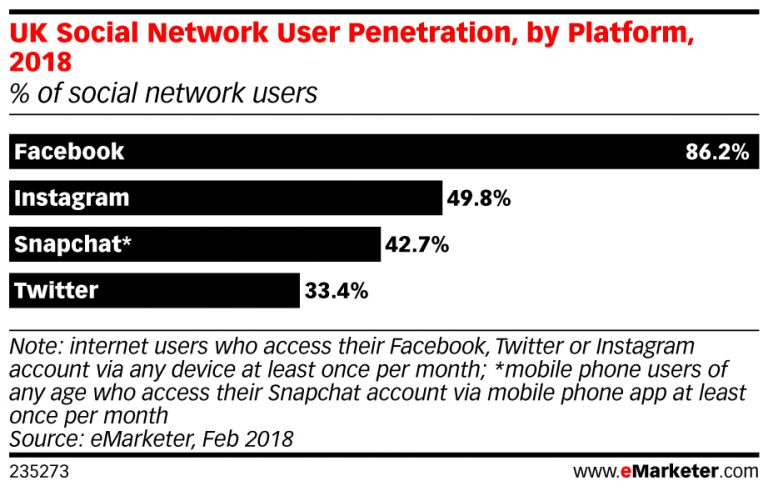 UK Social Network User Penetration, by Platform,
2018
% of social network users
Facebook 86.2%
Instagram 49.8%
Snapchat* 42.7%
Twitter 33.4%
Note: internet users who access their Facebook, Twitter or Instagram
account via any device at least once per month; *mobile phone users of
any age who access their Snapchat account via mobile phone app at least
once per month
Source: eMarketer, Feb 2018
235273 www.eMarketer.com